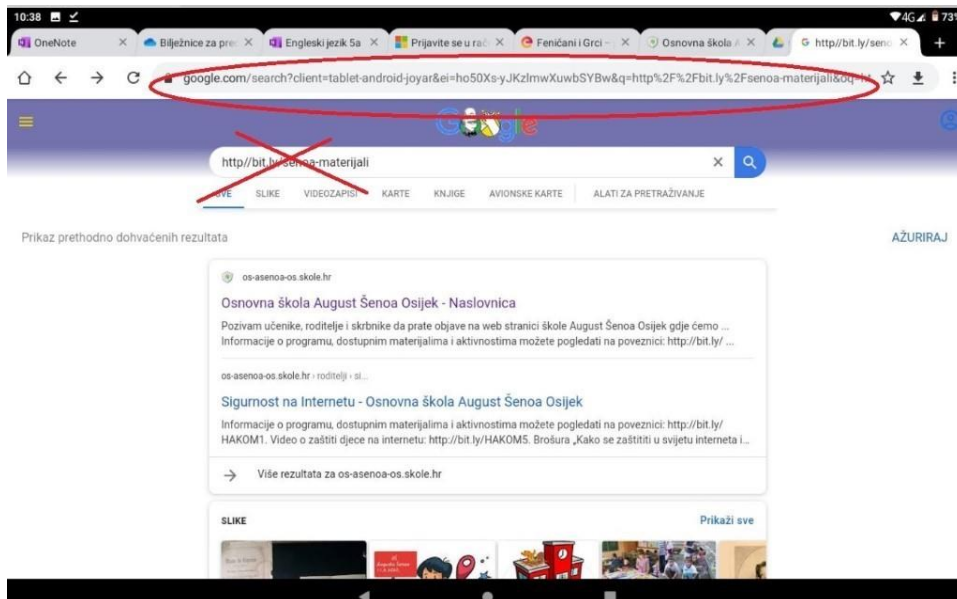 10:38
4G 73%
OneNote
Bilježnice za pre
Engleski jezik 5a
Prijavite se u rač
Feničani i Grci –
Osnovna škola A
http//bit.ly/seno
google.com/search?client=tablet-android-joyar&ei=ho50Xs-yJKzlmwXuwbSYBw&q=http%2F%2Fbit.ly%2Fsenoa-materijali&oq=ht
http//bit.ly/senoa-materijali
SVE SLIKE VIDEOZAPISI KARTE KNJIGE AVIONSKE KARTE ALATI ZA PRETRAŽIVANJE
Prikaz prethodno dohvaćenih rezultata
AŽURIRAJ
os-asenoa-os.skole.hr
Osnovna škola August Šenoa Osijek - Naslovnica
Pozivam učenike, roditelje i skrbnike da prate objave na web stranici škole August Šenoa Osijek gdje ćemo ...
Informacije o programu, dostupnim materijalima i aktivnostima možete pogledati na poveznici: http://bit.ly/ ...
os-asenoa-os.skole.hr › roditelji › si...
Sigurnost na Internetu - Osnovna škola August Šenoa Osijek
Informacije o programu, dostupnim materijalima i aktivnostima možete pogledati na poveznici: http://bit.ly/
HAKOM1. Video o zaštiti djece na internetu: http://bit.ly/HAKOM5. Brošura „Kako se zaštititi u svijetu interneta i...
Više rezultata za os-asenoa-os.skole.hr
SLIKE
Prikaži sve